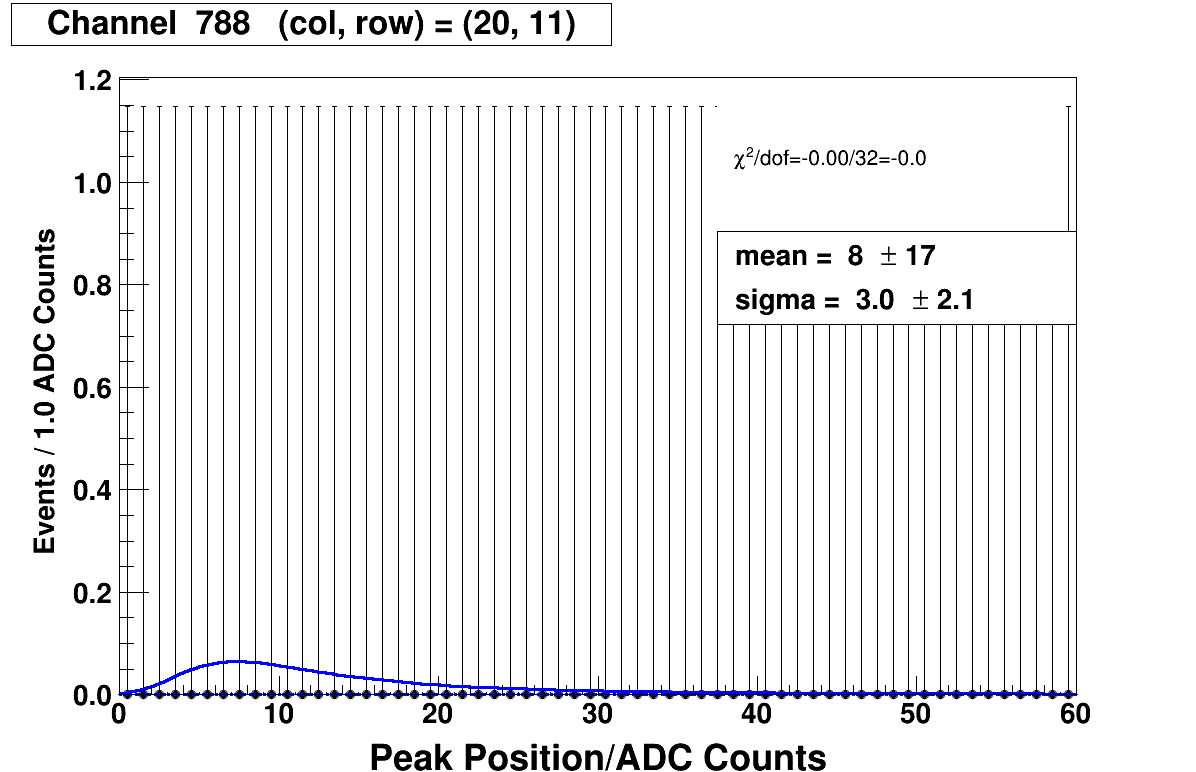 Channel 788 (col, row) = (20, 11)
1.2
1.0
0.8
0.6
0.4
0.2
0.0
Events / 1.0 ADC Counts
χ²/dof=-0.00/32=-0.0
mean = 8 ± 17
sigma = 3.0 ± 2.1
0 10 20 30 40 50 60
Peak Position/ADC Counts